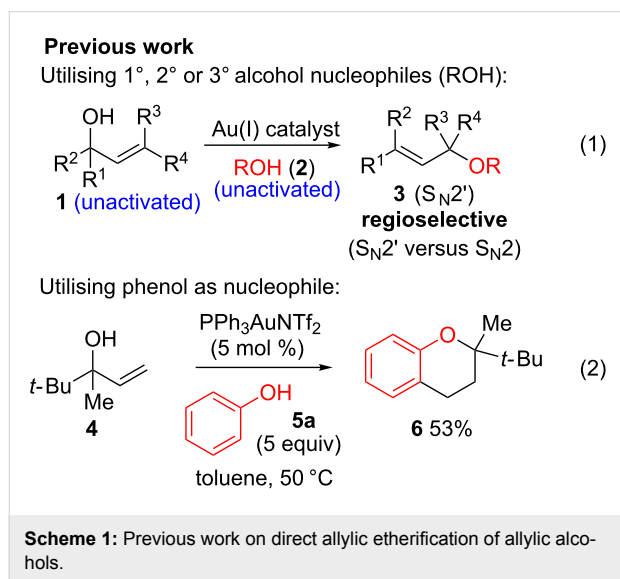 Previous work
Utilising 1°, 2° or 3° alcohol nucleophiles (ROH):
OH
R³
R²
R¹
R⁴
1 (unactivated)
Au(I) catalyst
ROH (2)
(unactivated)
R²
R³ R⁴
R¹
OR
3 (S_N2')
regioselective
(S_N2' versus S_N2)
(1)
Utilising phenol as nucleophile:
OH
t-Bu
Me
4
PPh₃AuNTf₂
(5 mol %)
OH
5a
(5 equiv)
toluene, 50 °C
O
Me
t-Bu
6 53%
(2)
Scheme 1: Previous work on direct allylic etherification of allylic alco-
hols.